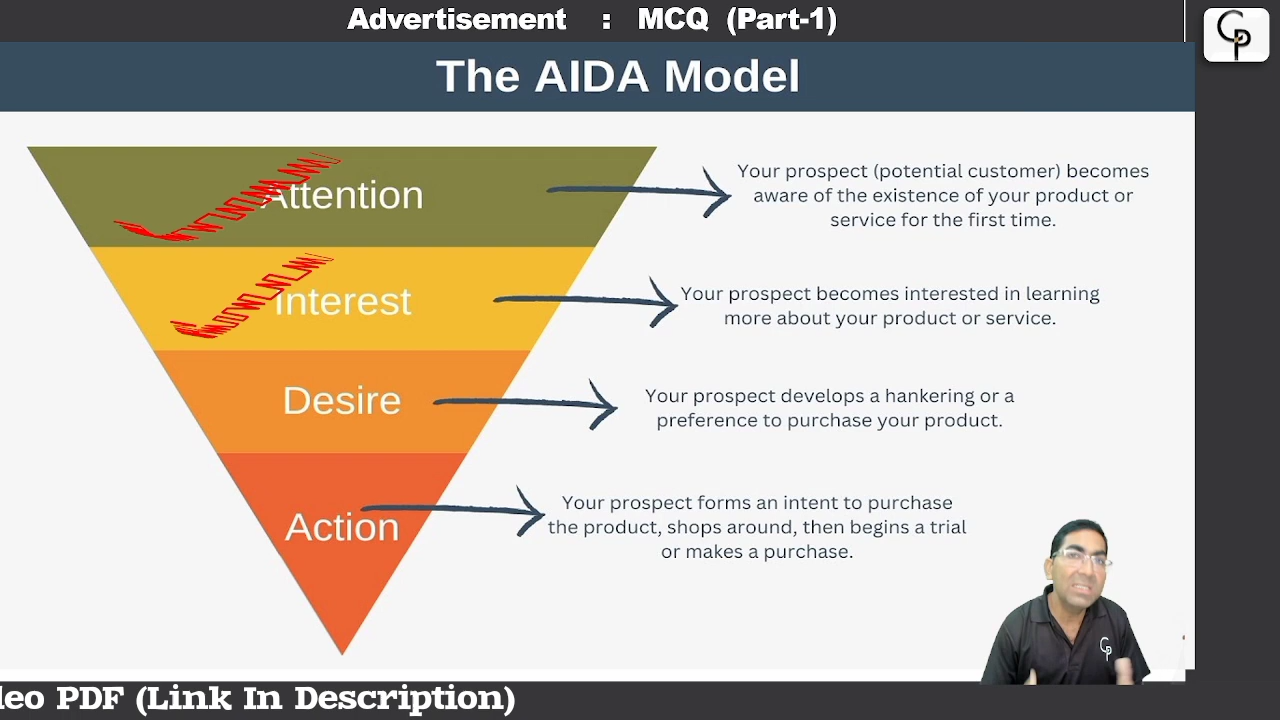 Advertisement : MCQ (Part-1)
CP
The AIDA Model
Attention
Your prospect (potential customer) becomes
aware of the existence of your product or
service for the first time.
Interest
Your prospect becomes interested in learning
more about your product or service.
Desire
Your prospect develops a hankering or a
preference to purchase your product.
Action
Your prospect forms an intent to purchase
the product, shops around, then begins a trial
or makes a purchase.
CP
PDF (Link In Description)